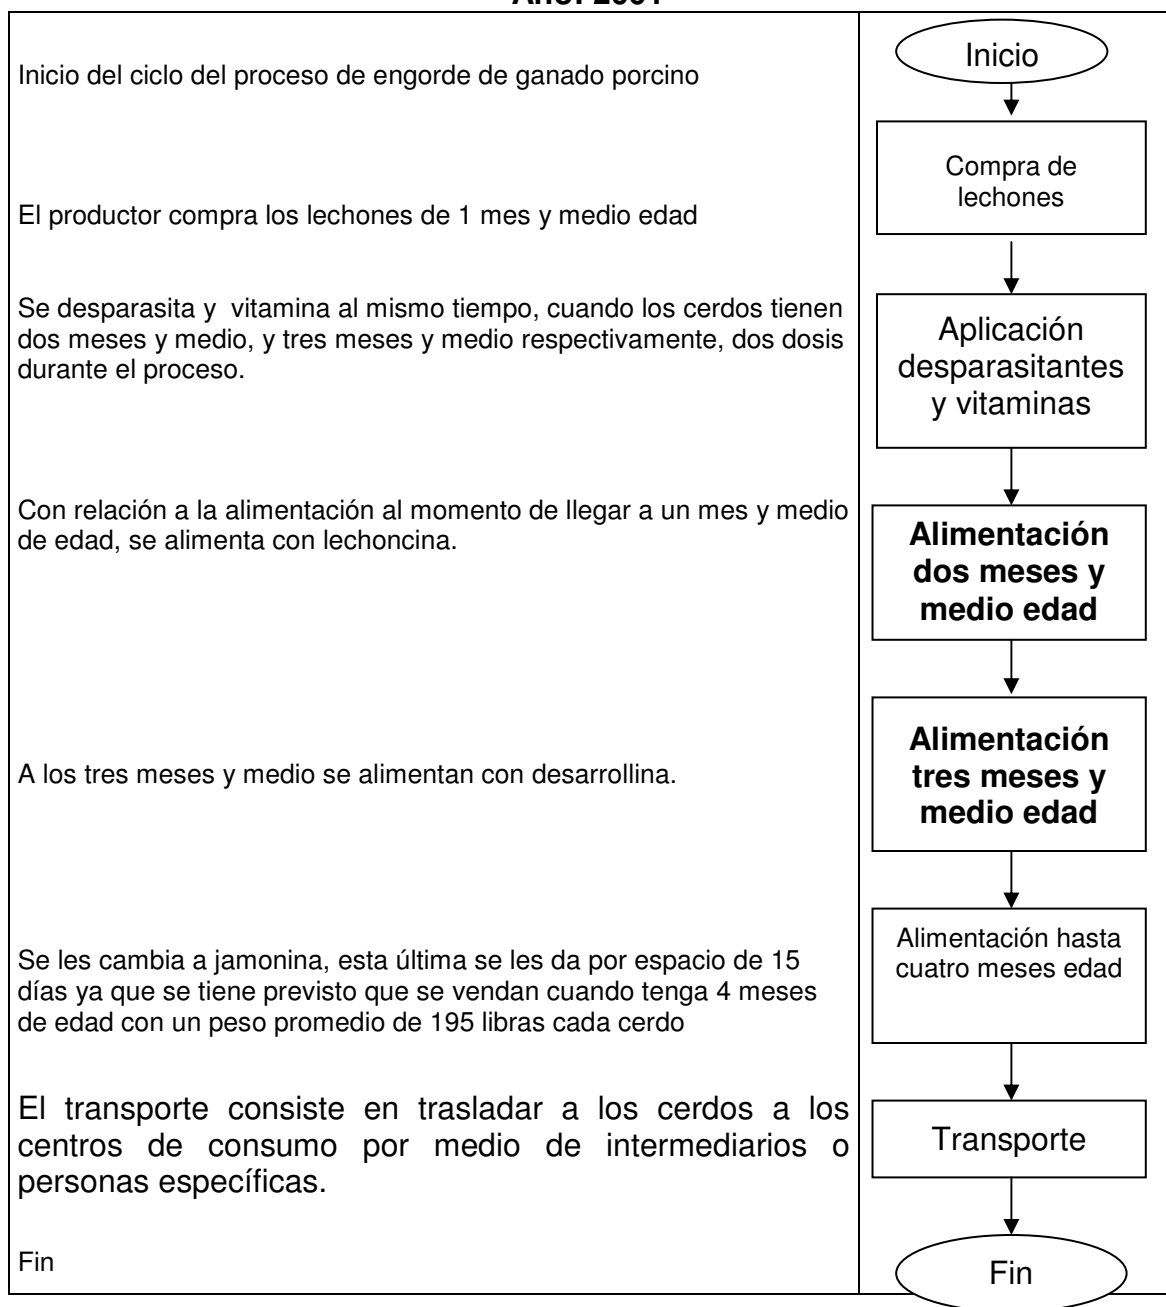 Inicio
Inicio del ciclo del proceso de engorde de ganado porcino
Compra de
lechones
El productor compra los lechones de 1 mes y medio edad
Se desparasita y vitamina al mismo tiempo, cuando los cerdos tienen
dos meses y medio, y tres meses y medio respectivamente, dos dosis
durante el proceso.
Aplicación
desparasitantes
y vitaminas
Con relación a la alimentación al momento de llegar a un mes y medio
de edad, se alimenta con lechoncina.
Alimentación
dos meses y
medio edad
A los tres meses y medio se alimentan con desarrollina.
Alimentación
tres meses y
medio edad
Se les cambia a jamonina, esta última se les da por espacio de 15
días ya que se tiene previsto que se vendan cuando tenga 4 meses
de edad con un peso promedio de 195 libras cada cerdo
Alimentación hasta
cuatro meses edad
El transporte consiste en trasladar a los cerdos a los
centros de consumo por medio de intermediarios o
personas específicas.
Transporte
Fin
Fin